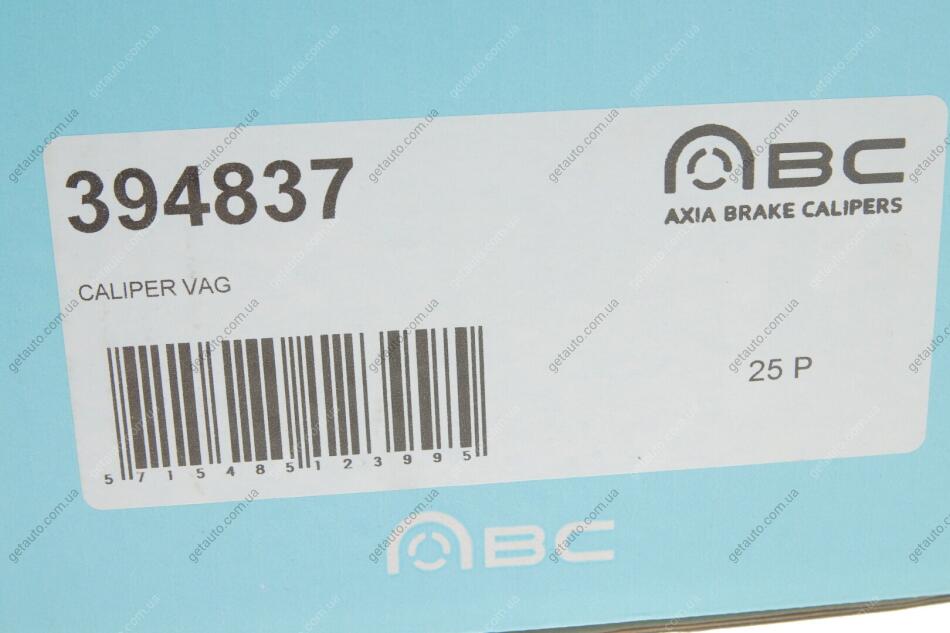 394837
ABC
AXIA BRAKE CALIPERS
CALIPER VAG
25 P
5715485123995
ABC
getauto.com.ua